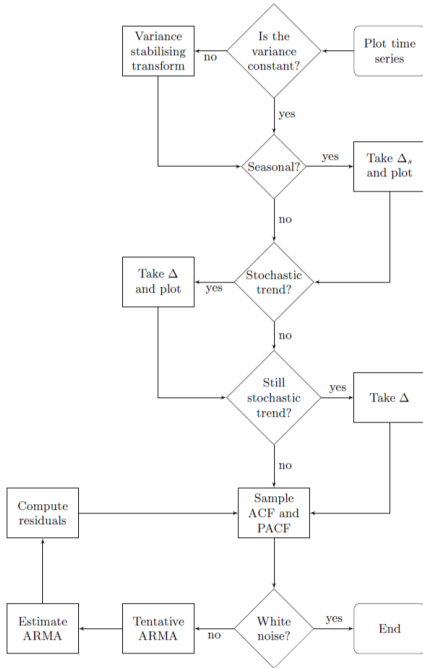 Variance
stabilising
transform
no
Is the
variance
constant?
Plot time
series
yes
Seasonal?
yes
Take Δₛ
and plot
no
Take Δ
and plot
yes
Stochastic
trend?
no
Still
stochastic
trend?
yes
Take Δ
no
Compute
residuals
Sample
ACF and
PACF
Estimate
ARMA
Tentative
ARMA
no
White
noise?
yes
End